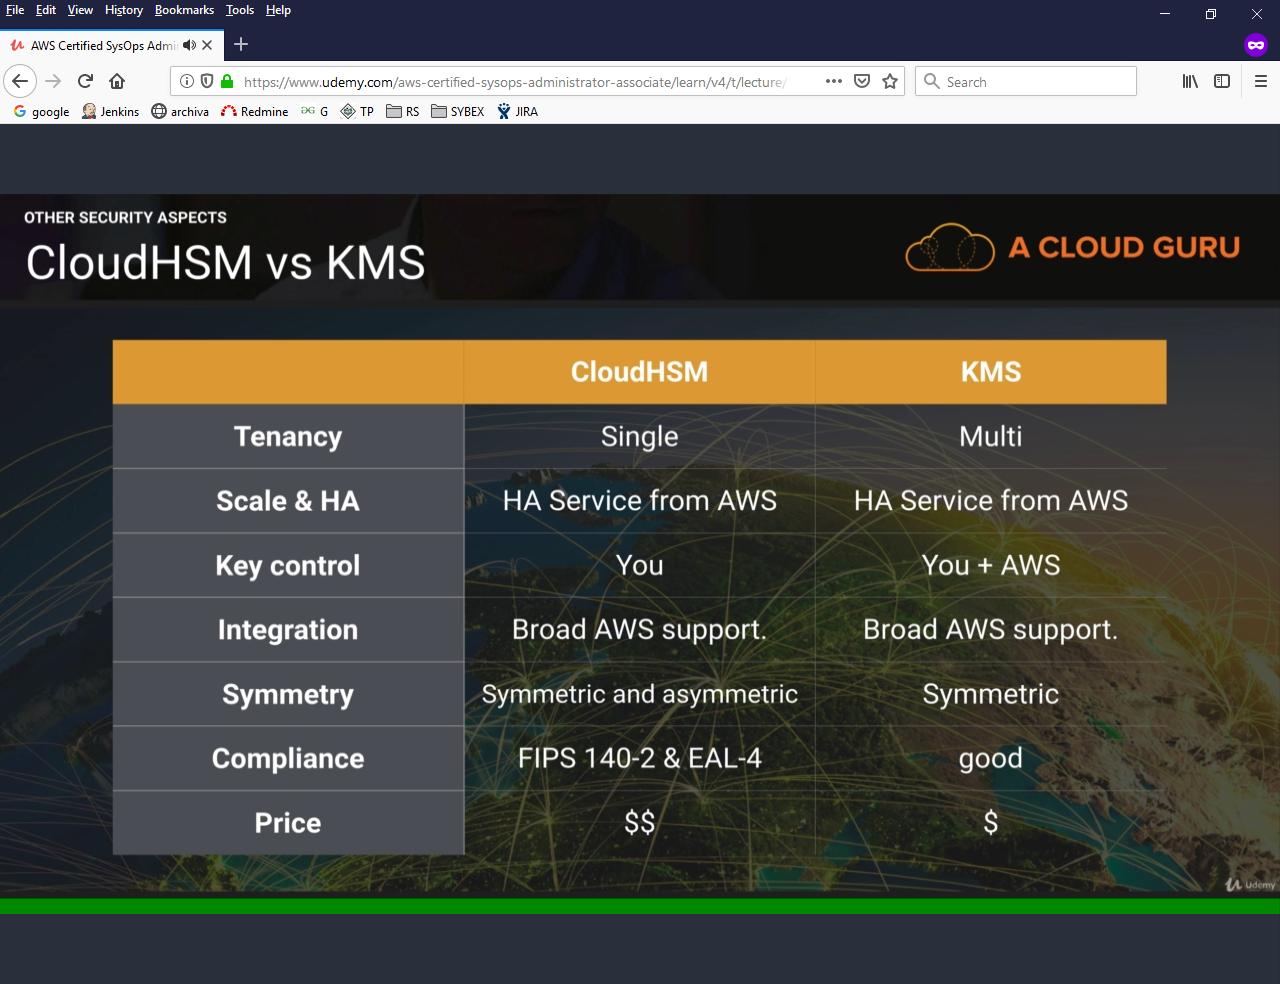 File Edit View History Bookmarks Tools Help
AWS Certified SysOps Admi
https://www.udemy.com/aws-certified-sysops-administrator-associate/learn/v4/t/lecture/
Search
google Jenkins archiva Redmine G TP RS SYBEX JIRA
OTHER SECURITY ASPECTS
CloudHSM vs KMS
A CLOUD GURU
CloudHSM KMS
Tenancy Single Multi
Scale & HA HA Service from AWS HA Service from AWS
Key control You You + AWS
Integration Broad AWS support. Broad AWS support.
Symmetry Symmetric and asymmetric Symmetric
Compliance FIPS 140-2 & EAL-4 good
Price $$ $
Udemy